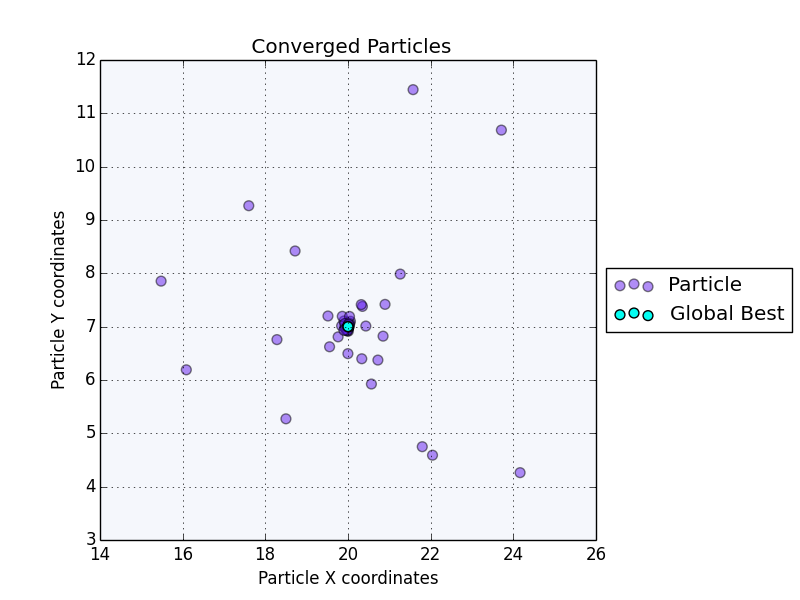 Converged Particles
12
11
10
9
8
7
6
5
4
3
14 16 18 20 22 24 26
Particle Y coordinates
Particle X coordinates
Particle
Global Best